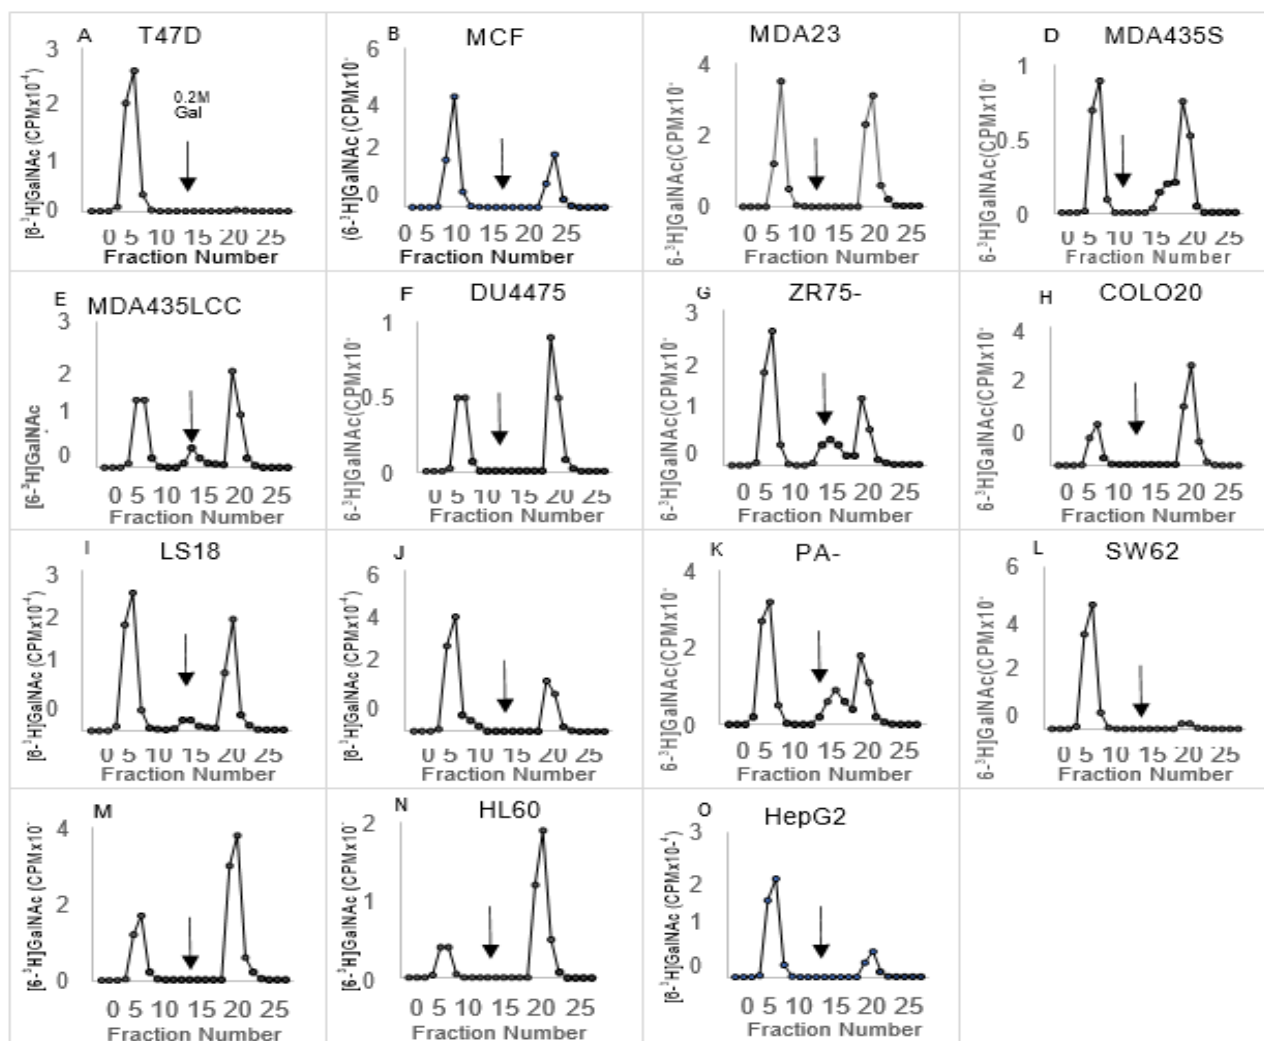 A T47D
[6-³H]GalNAc (CPMx10⁻⁴)
3
2
1
0
0.2M
Gal
0 5 10 15 20 25
Fraction Number
B MCF
(6-³H]GalNAc (CPMx10⁻
6
4
2
0
0 5 10 15 20 25
Fraction Number
MDA23
6-³H]GalNAc(CPMx10⁻
4
2
0
0 5 10 15 20 25
Fraction Number
D MDA435S
6-³H]GalNAc(CPMx10⁻
1
0.5
0
0 5 10 15 20 25
Fraction Number
E MDA435LCC
[6-³H]GalNAc
3
2
1
0
0 5 10 15 20 25
Fraction Number
F DU4475
6-³H]GalNAc(CPMx10⁻
1
0.5
0
0 5 10 15 20 25
Fraction Number
G ZR75-
6-³H]GalNAc(CPMx10⁻
3
2
1
0
0 5 10 15 20 25
Fraction Number
H COLO20
6-³H]GalNAc(CPMx10⁻
4
2
0
0 5 10 15 20 25
Fraction Number
I LS18
[6-³H]GalNAc (CPMx10⁻⁴)
3
2
1
0
0 5 10 15 20 25
Fraction Number
J
[6-³H]GalNAc (CPMx10⁻⁴)
6
4
2
0
0 5 10 15 20 25
Fraction Number
K PA-
6-³H]GalNAc(CPMx10⁻
4
2
0
0 5 10 15 20 25
Fraction Number
L SW62
6-³H]GalNAc(CPMx10⁻
6
4
2
0
0 5 10 15 20 25
Fraction Number
M
[6-³H]GalNAc (CPMx10⁻
4
2
0
0 5 10 15 20 25
Fraction Number
N HL60
[6-³H]GalNAc (CPMx10⁻
2
1
0
0 5 10 15 20 25
Fraction Number
O HepG2
[6-³H]GalNAc (CPMx10-⁴)
3
2
1
0
0 5 10 15 20 25
Fraction Number